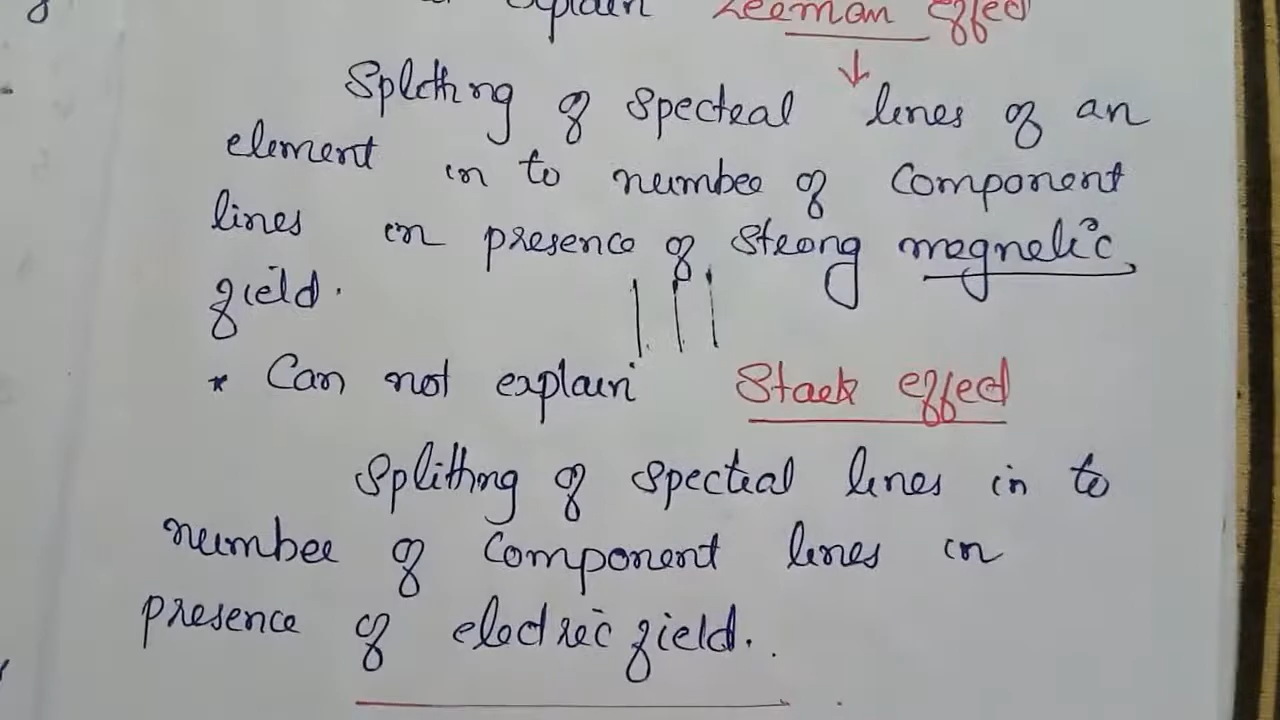 explain Zeeman effect
Splitting of Spectral lines of an
element in to number of Component
lines in presence of strong magnetic
field.
* Can not explain Stark effect
Splitting of spectral lines in to
number of Component lines in
presence of electric field.